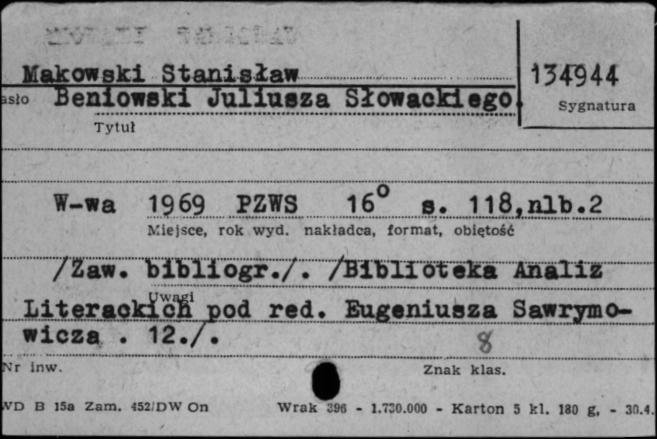 Makowski Stanisław
134944
asło Beniowski Juliusza Słowackiego.
Sygnatura
Tytuł
W-wa 1969 PZWS 16° s. 118,nlb.2
Miejsce, rok wyd. nakładca, format, objętość
/Zaw. bibliogr./. /Biblioteka Analiz
Uwagi
Literackich pod red. Eugeniusza Sawrymo-
wicza . 12./.
8
Nr inw.
Znak klas.
WD B 15a Zam. 452/DW On Wrak 396 - 1.730.000 - Karton 5 kl. 180 g, - 30.4.